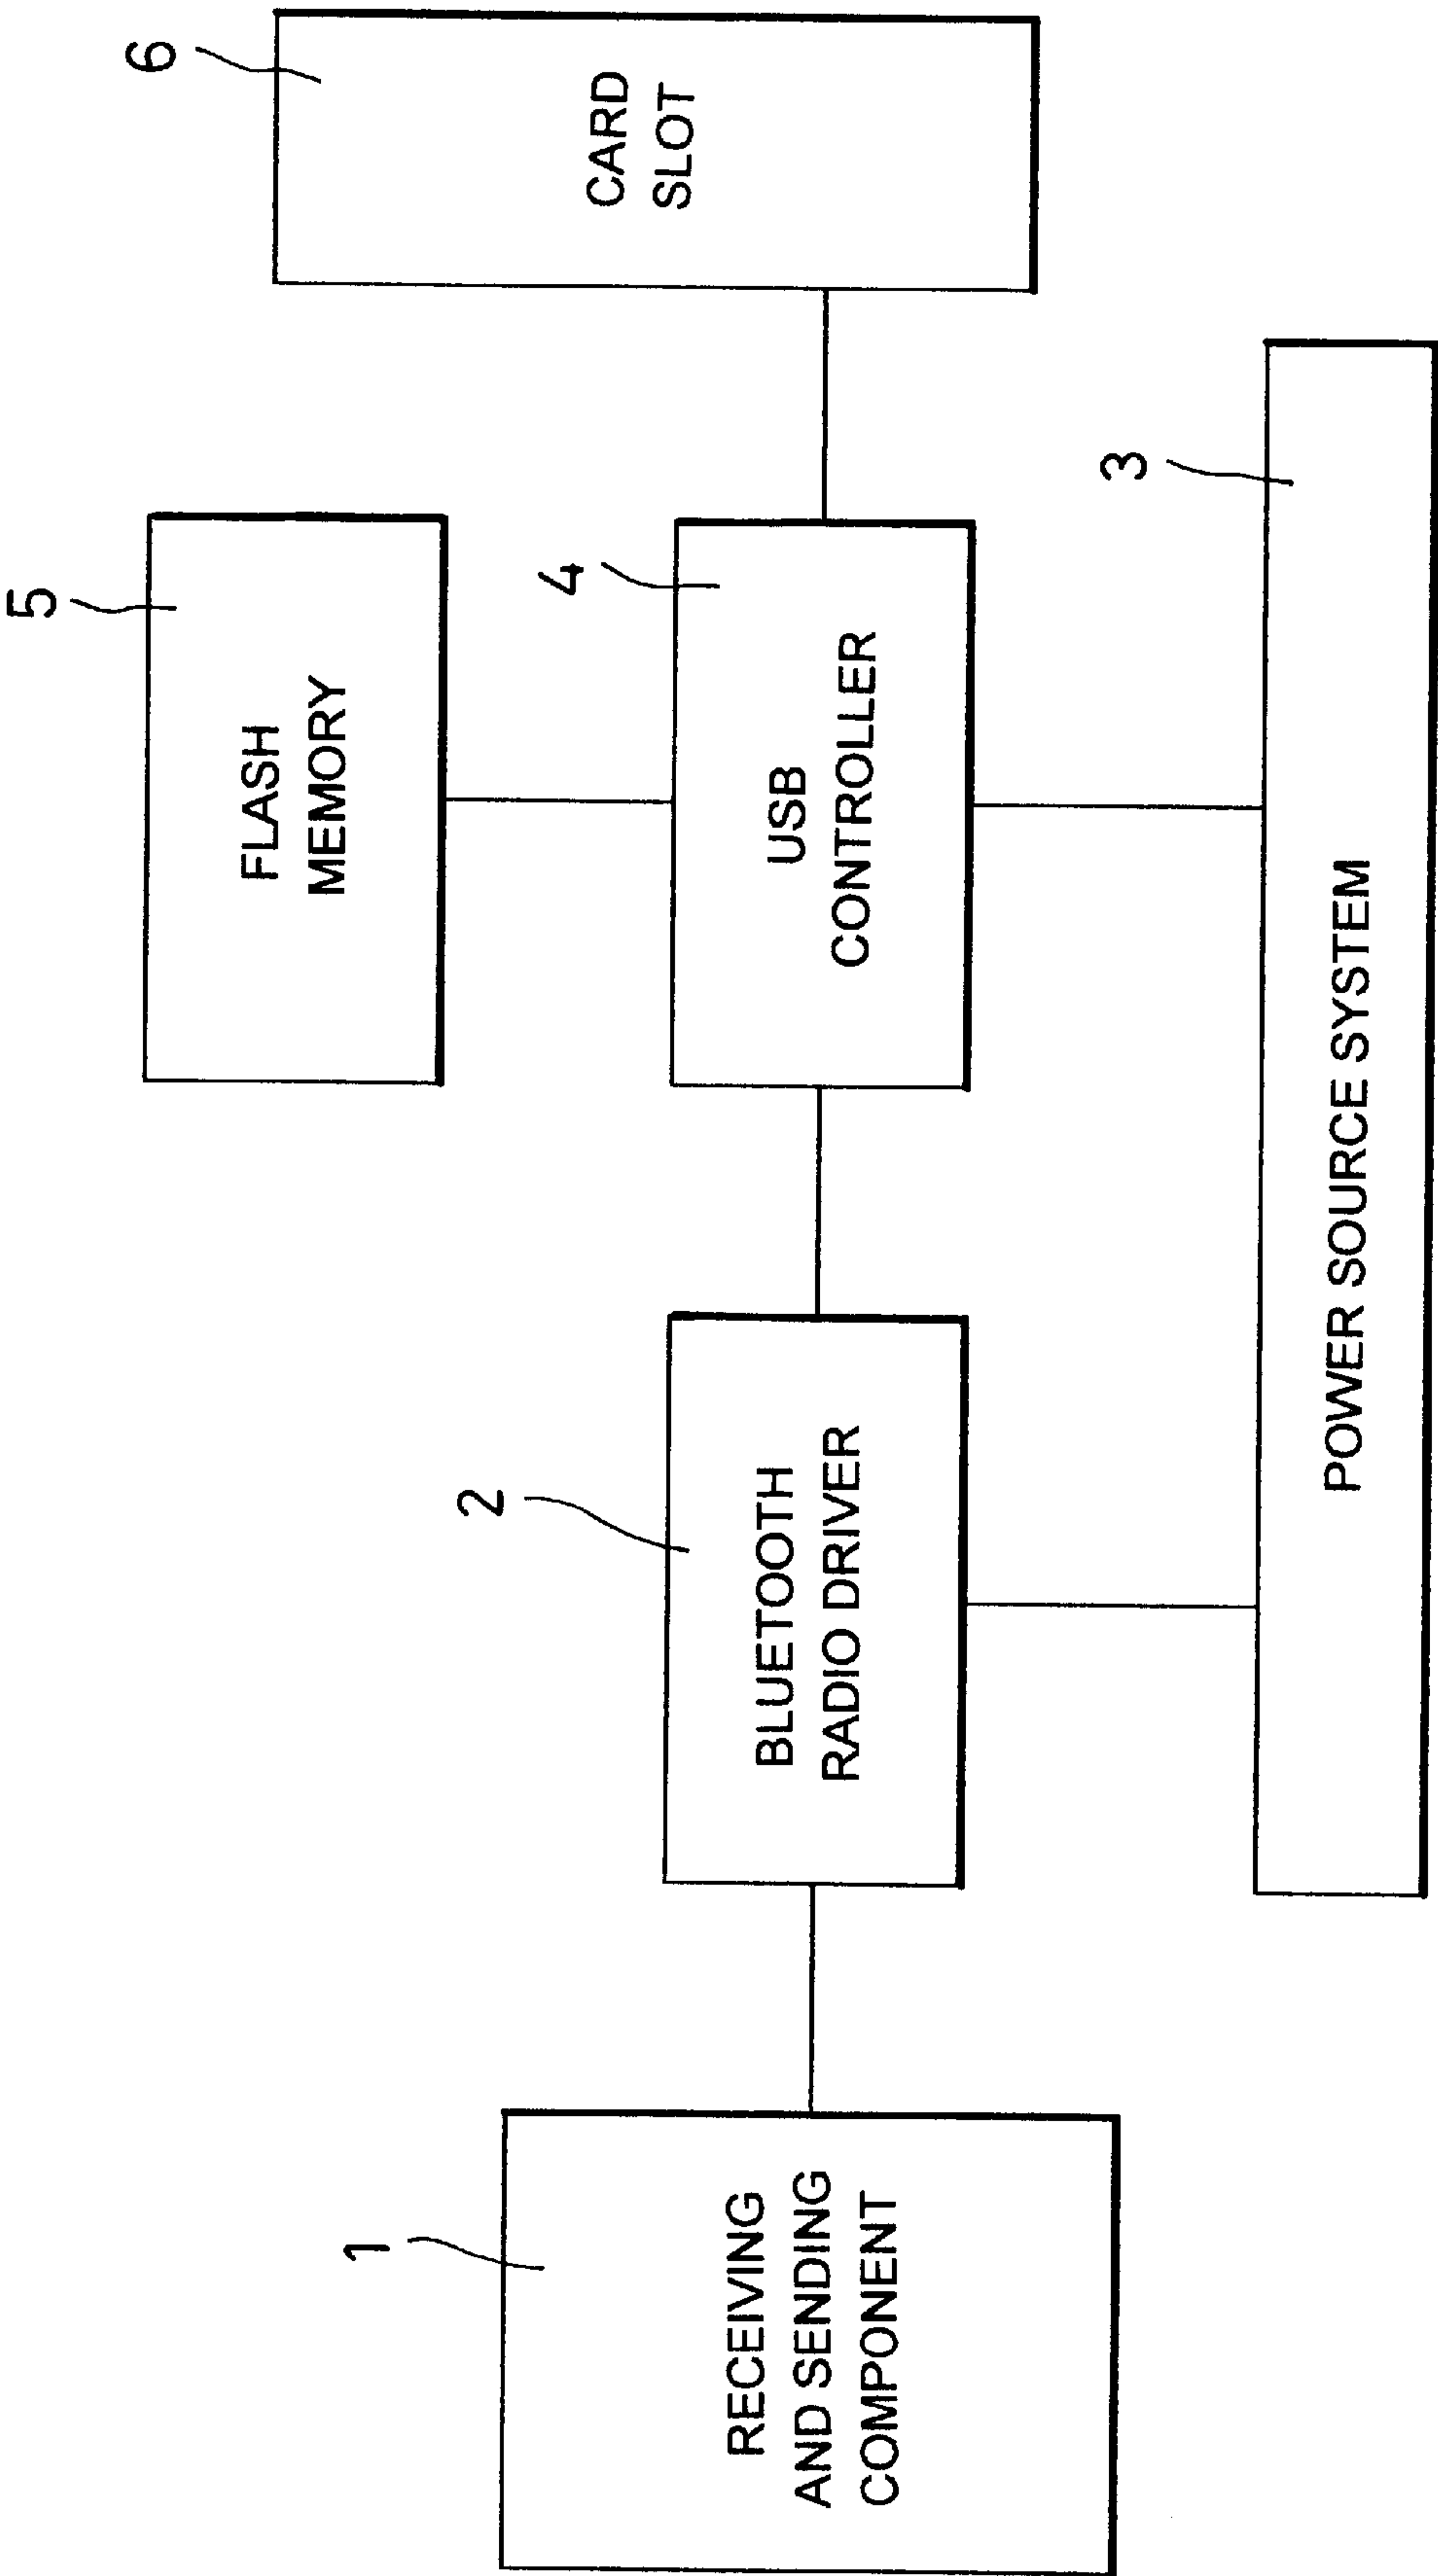 5
FLASH
MEMORY
6
CARD
SLOT
1
RECEIVING
AND SENDING
COMPONENT
2
BLUETOOTH
RADIO DRIVER
4
USB
CONTROLLER
3
POWER SOURCE SYSTEM